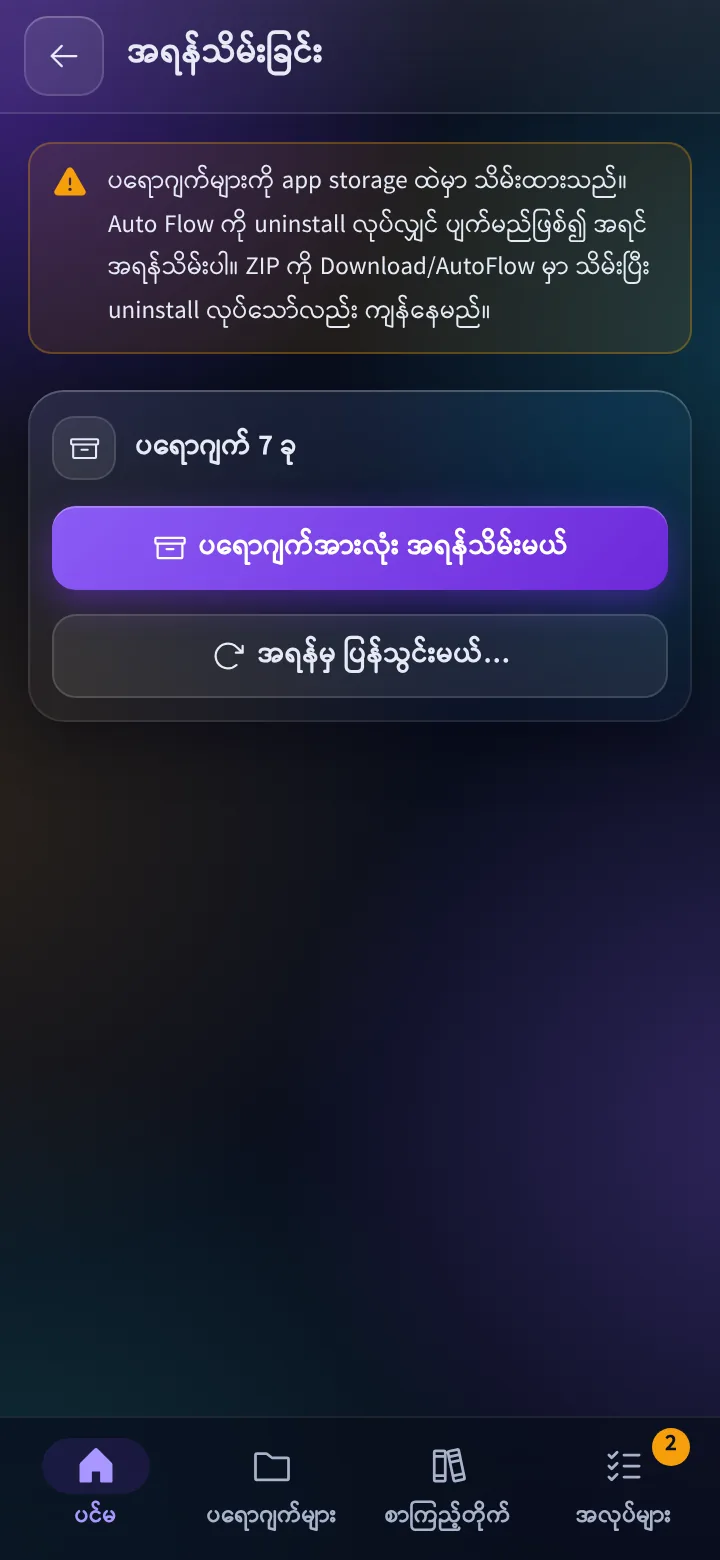 အရန်သိမ်းခြင်း
ပရောဂျက်များကို app storage ထဲမှာ သိမ်းထားသည်။
Auto Flow ကို uninstall လုပ်လျှင် ပျက်မည်ဖြစ်၍ အရင်
အရန်သိမ်းပါ။ ZIP ကို Download/AutoFlow မှာ သိမ်းပြီး
uninstall လုပ်သော်လည်း ကျန်နေမည်။
ပရောဂျက် 7 ခု
ပရောဂျက်အားလုံး အရန်သိမ်းမယ်
အရန်မှ ပြန်သွင်းမယ်…
2
ပင်မ
ပရောဂျက်များ
စာကြည့်တိုက်
အလုပ်များ